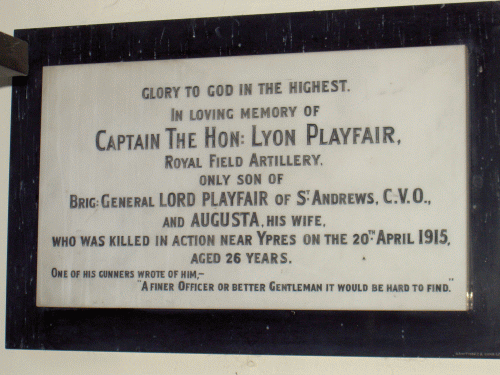 GLORY TO GOD IN THE HIGHEST.
IN LOVING MEMORY OF
CAPTAIN THE HON: LYON PLAYFAIR,
ROYAL FIELD ARTILLERY.
ONLY SON OF
BRIG: GENERAL LORD PLAYFAIR OF ST ANDREWS, C.V.O.,
AND AUGUSTA, HIS WIFE,
WHO WAS KILLED IN ACTION NEAR YPRES ON THE 20TH APRIL 1915,
AGED 26 YEARS.
ONE OF HIS GUNNERS WROTE OF HIM,–
"A FINER OFFICER OR BETTER GENTLEMAN IT WOULD BE HARD TO FIND."